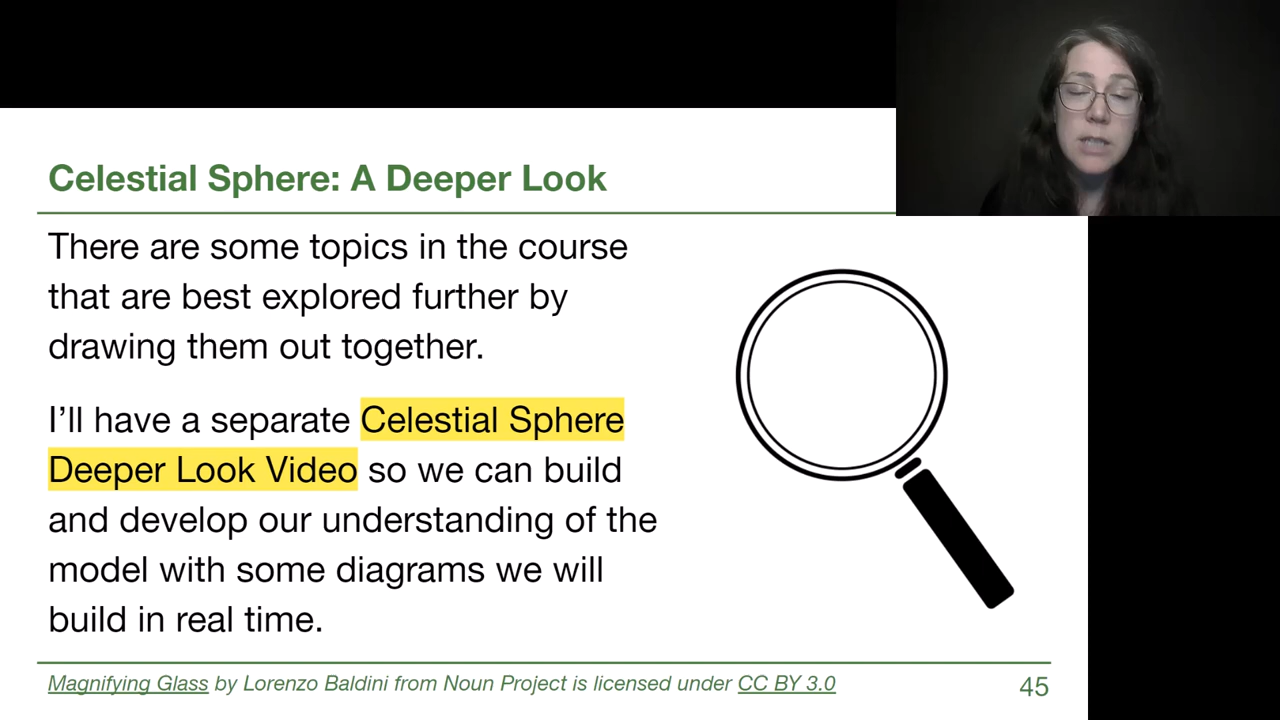 Celestial Sphere: A Deeper Look
There are some topics in the course
that are best explored further by
drawing them out together.
I’ll have a separate Celestial Sphere
Deeper Look Video so we can build
and develop our understanding of the
model with some diagrams we will
build in real time.
Magnifying Glass by Lorenzo Baldini from Noun Project is licensed under CC BY 3.0
45